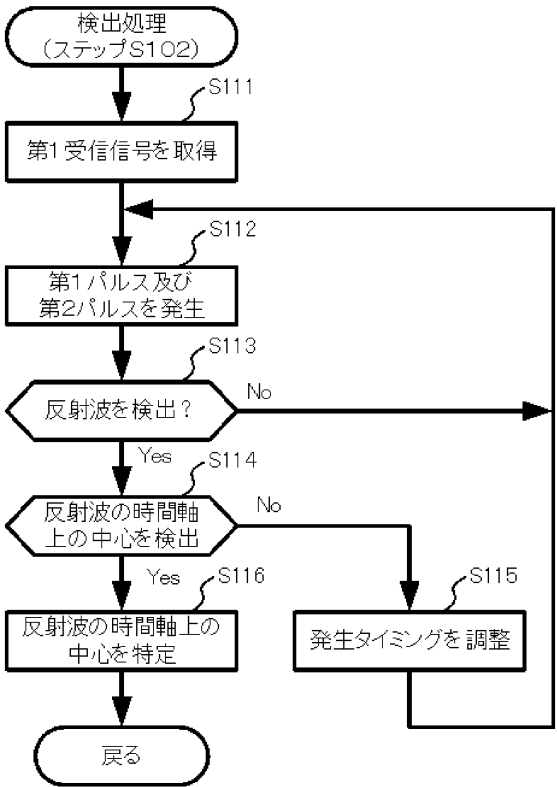 検出処理
(ステップS102)
S111
第1受信信号を取得
S112
第1パルス及び
第2パルスを発生
S113
反射波を検出?
No
Yes
S114
反射波の時間軸
上の中心を検出
No
Yes
S116
反射波の時間軸上の
中心を特定
S115
発生タイミングを調整
戻る